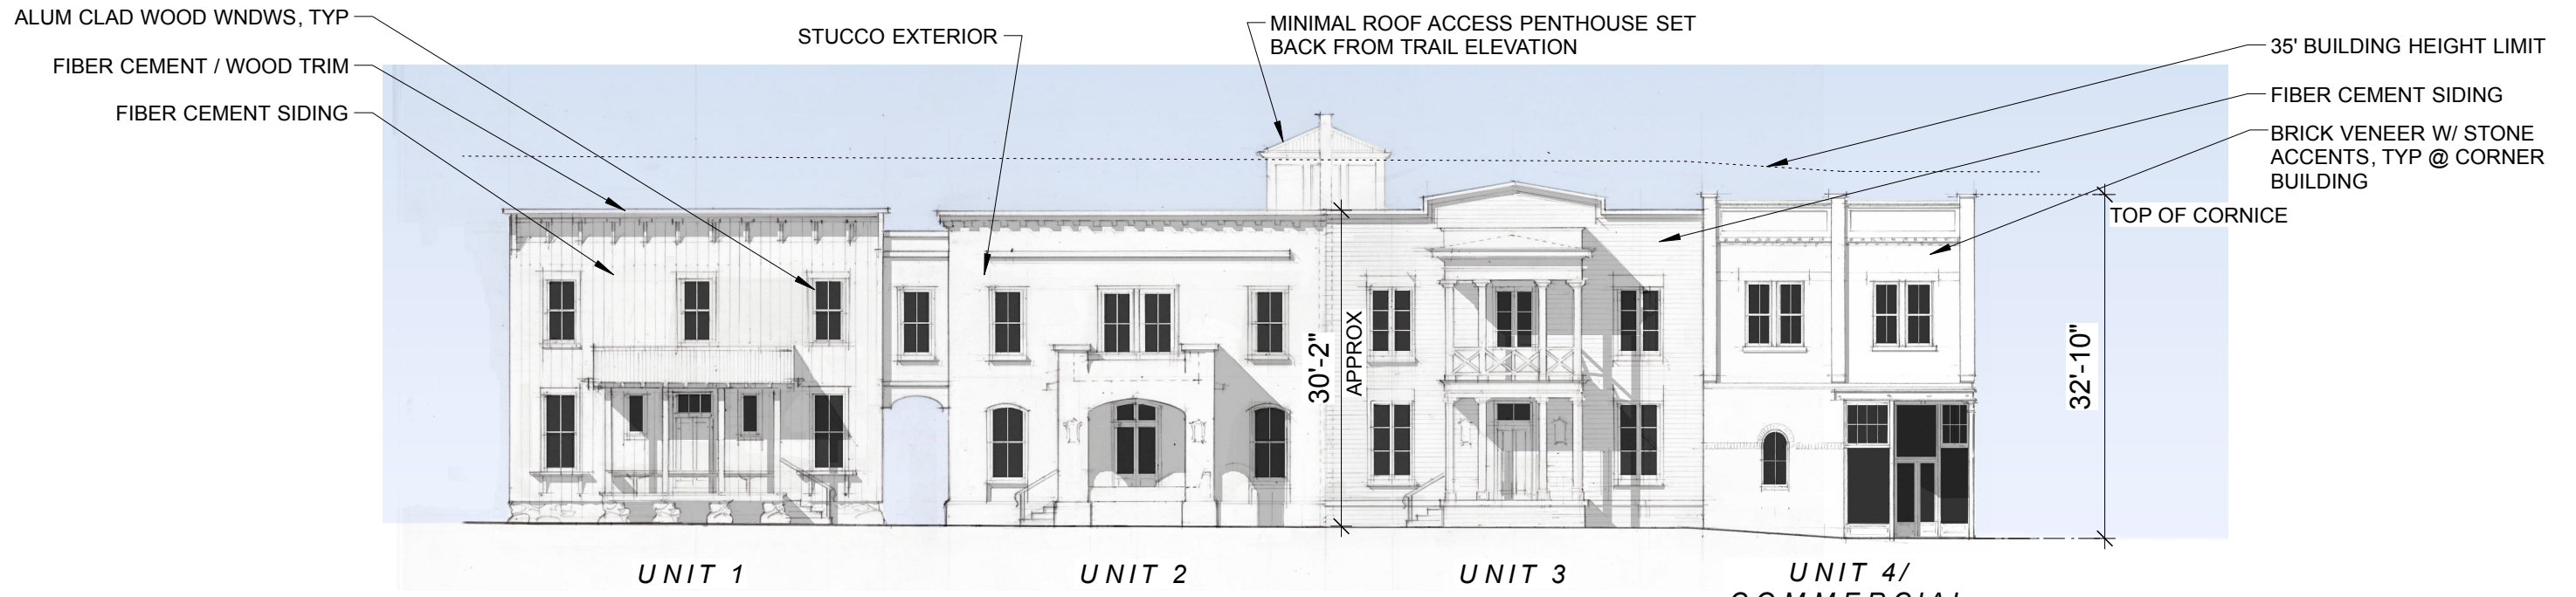 ALUM CLAD WOOD WNDWS, TYP
FIBER CEMENT / WOOD TRIM
FIBER CEMENT SIDING
STUCCO EXTERIOR
MINIMAL ROOF ACCESS PENTHOUSE SET
BACK FROM TRAIL ELEVATION
35' BUILDING HEIGHT LIMIT
FIBER CEMENT SIDING
BRICK VENEER W/ STONE
ACCENTS, TYP @ CORNER
BUILDING
TOP OF CORNICE
30'-2"
APPROX
32'-10"
UNIT 1
UNIT 2
UNIT 3
UNIT 4/
COMMERCIAL